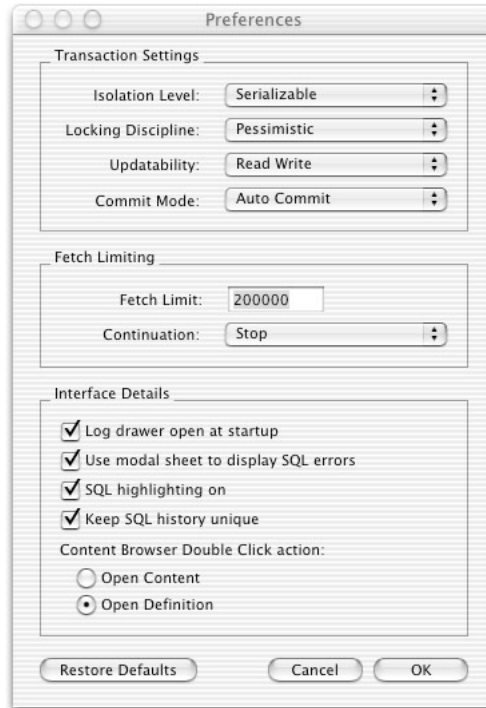 Preferences
Transaction Settings
Isolation Level: Serializable
Locking Discipline: Pessimistic
Updatability: Read Write
Commit Mode: Auto Commit
Fetch Limiting
Fetch Limit: 200000
Continuation: Stop
Interface Details
Log drawer open at startup
Use modal sheet to display SQL errors
SQL highlighting on
Keep SQL history unique
Content Browser Double Click action:
Open Content
Open Definition
Restore Defaults Cancel OK